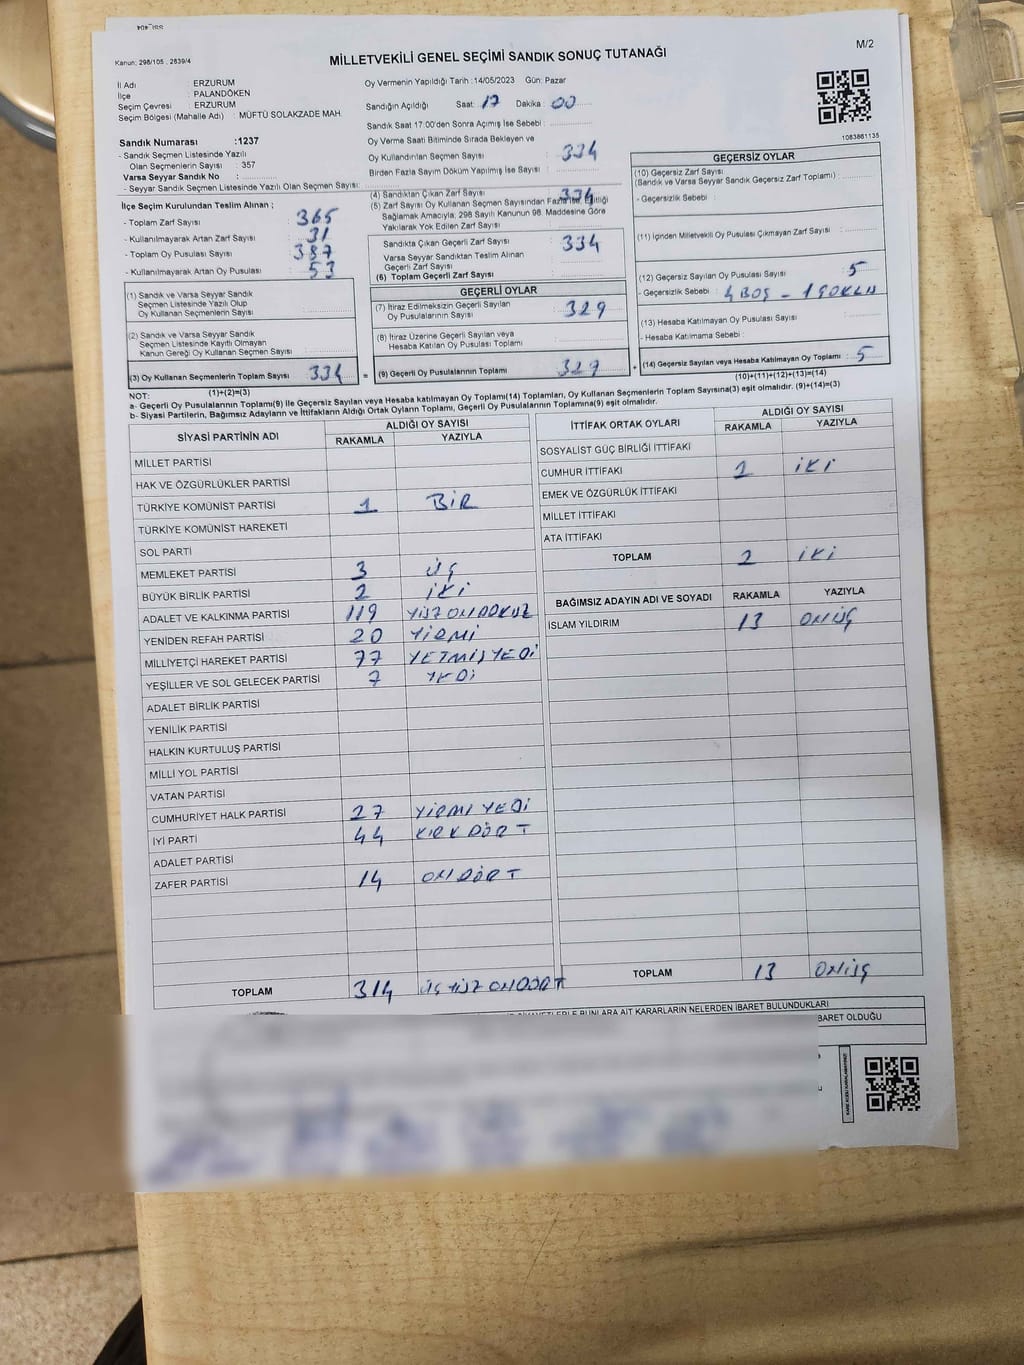 M/2
Kanun; 298/105 , 2839/4
MİLLETVEKİLİ GENEL SEÇİMİ SANDIK SONUÇ TUTANAĞI
İl Adı : ERZURUM
İlçe : PALANDÖKEN
Seçim Çevresi : ERZURUM
Seçim Bölgesi (Mahalle Adı) : MÜFTÜ SOLAKZADE MAH.
Oy Vermenin Yapıldığı Tarih :14/05/2023 Gün: Pazar
Sandığın Açıldığı Saat: 17 Dakika : 00
Sandık Saat 17:00'den Sonra Açımış İse Sebebi :
1083861135
Sandık Numarası :1237
- Sandık Seçmen Listesinde Yazılı
Olan Seçmenlerin Sayısı : 357
Varsa Seyyar Sandık No :
- Seyyar Sandık Seçmen Listesinde Yazılı Olan Seçmen Sayısı:
Oy Verme Saati Bitiminde Sırada Bekleyen ve
Oy Kullandırılan Seçmen Sayısı : 334
Birden Fazla Sayım Döküm Yapılmış İse Sayısı :
İlçe Seçim Kurulundan Teslim Alınan ;
- Toplam Zarf Sayısı : 365
- Kullanılmayarak Artan Zarf Sayısı : 31
- Toplam Oy Pusulası Sayısı : 387
- Kullanılmayarak Artan Oy Pusulası : 53
(4) Sandıktan Çıkan Zarf Sayısı : 334
(5) Zarf Sayısı Oy Kullanan Seçmen Sayısından Fazla ise, Eşitliği
Sağlamak Amacıyla, 298 Sayılı Kanunun 98. Maddesine Göre
Yakılarak Yok Edilen Zarf Sayısı :
Sandıkta Çıkan Geçerli Zarf Sayısı : 334
Varsa Seyyar Sandıktan Teslim Alınan
Geçerli Zarf Sayısı :
(6) Toplam Geçerli Zarf Sayısı :
GEÇERSİZ OYLAR
(10) Geçersiz Zarf Sayısı
(Sandık ve Varsa Seyyar Sandık Geçersiz Zarf Toplamı) :
- Geçersizlik Sebebi :
(11) İçinden Milletvekili Oy Pusulası Çıkmayan Zarf Sayısı :
(12) Geçersiz Sayılan Oy Pusulası Sayısı : 5
- Geçersizlik Sebebi : 4 BOŞ - 1 ÇOKLU
(13) Hesaba Katılmayan Oy Pusulası Sayısı :
- Hesaba Katılmama Sebebi :
(14) Geçersiz Sayılan veya Hesaba Katılmayan Oy Toplamı : 5
(10)+(11)+(12)+(13)=(14)
(1) Sandık ve Varsa Seyyar Sandık
Seçmen Listesinde Yazılı Olup
Oy Kullanan Seçmenlerin Sayısı :
(2) Sandık ve Varsa Seyyar Sandık
Seçmen Listesinde Kayıtlı Olmayan
Kanun Gereği Oy Kullanan Seçmen Sayısı :
(3) Oy Kullanan Seçmenlerin Toplam Sayısı : 334
(1)+(2)=(3)
GEÇERLİ OYLAR
(7) İtiraz Edilmeksizin Geçerli Sayılan
Oy Pusulalarının Sayısı : 329
(8) İtiraz Üzerine Geçerli Sayılan veya
Hesaba Katılan Oy Pusulası Toplamı :
= (9) Geçerli Oy Pusulalarının Toplamı : 329 +
NOT:
a- Geçerli Oy Pusulalarının Toplamı(9) ile Geçersiz Sayılan veya Hesaba katılmayan Oy Toplamı(14) Toplamları, Oy Kullanan Seçmenlerin Toplam Sayısına(3) eşit olmalıdır. (9)+(14)=(3)
b- Siyasi Partilerin, Bağımsız Adayların ve İttifakların Aldığı Ortak Oyların Toplamı, Geçerli Oy Pusulalarının Toplamına(9) eşit olmalıdır.
SİYASİ PARTİNİN ADI ALDIĞI OY SAYISI
RAKAMLA YAZIYLA
MİLLET PARTİSİ
HAK VE ÖZGÜRLÜKLER PARTİSİ
TÜRKİYE KOMÜNİST PARTİSİ 1 BİR
TÜRKİYE KOMÜNİST HAREKETİ
SOL PARTİ
MEMLEKET PARTİSİ 3 ÜÇ
BÜYÜK BİRLİK PARTİSİ 2 İKİ
ADALET VE KALKINMA PARTİSİ 119 YÜZ ONDOKUZ
YENİDEN REFAH PARTİSİ 20 YİRMİ
MİLLİYETÇİ HAREKET PARTİSİ 77 YETMİŞ YEDİ
YEŞİLLER VE SOL GELECEK PARTİSİ 7 YEDİ
ADALET BİRLİK PARTİSİ
YENİLİK PARTİSİ
HALKIN KURTULUŞ PARTİSİ
MİLLİ YOL PARTİSİ
VATAN PARTİSİ
CUMHURİYET HALK PARTİSİ 27 YİRMİ YEDİ
İYİ PARTİ 44 KIRK DÖRT
ADALET PARTİSİ
ZAFER PARTİSİ 14 ONDÖRT
TOPLAM 314 ÜÇ YÜZ ONDÖRT
İTTİFAK ORTAK OYLARI ALDIĞI OY SAYISI
RAKAMLA YAZIYLA
SOSYALİST GÜÇ BİRLİĞİ İTTİFAKI
CUMHUR İTTİFAKI 2 İKİ
EMEK VE ÖZGÜRLÜK İTTİFAKI
MİLLET İTTİFAKI
ATA İTTİFAKI
TOPLAM 2 İKİ
BAĞIMSIZ ADAYIN ADI VE SOYADI RAKAMLA YAZIYLA
İSLAM YILDIRIM 13 ONÜÇ
TOPLAM 13 ONÜÇ
BUNLARA AİT KARARLARIN NELERDEN İBARET BULUNDUKLARI
BARET OLDUĞU